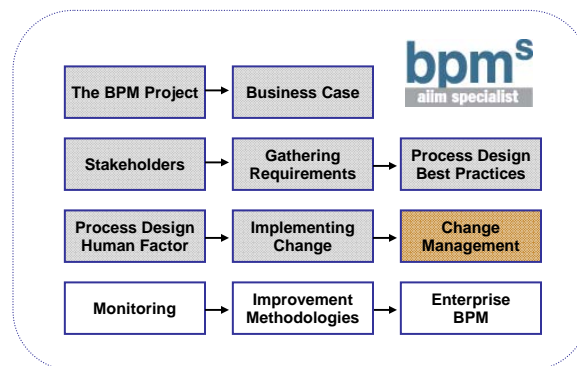 bpms
aiim specialist
The BPM Project
Business Case
Stakeholders
Gathering
Requirements
Process Design
Best Practices
Process Design
Human Factor
Implementing
Change
Change
Management
Monitoring
Improvement
Methodologies
Enterprise
BPM